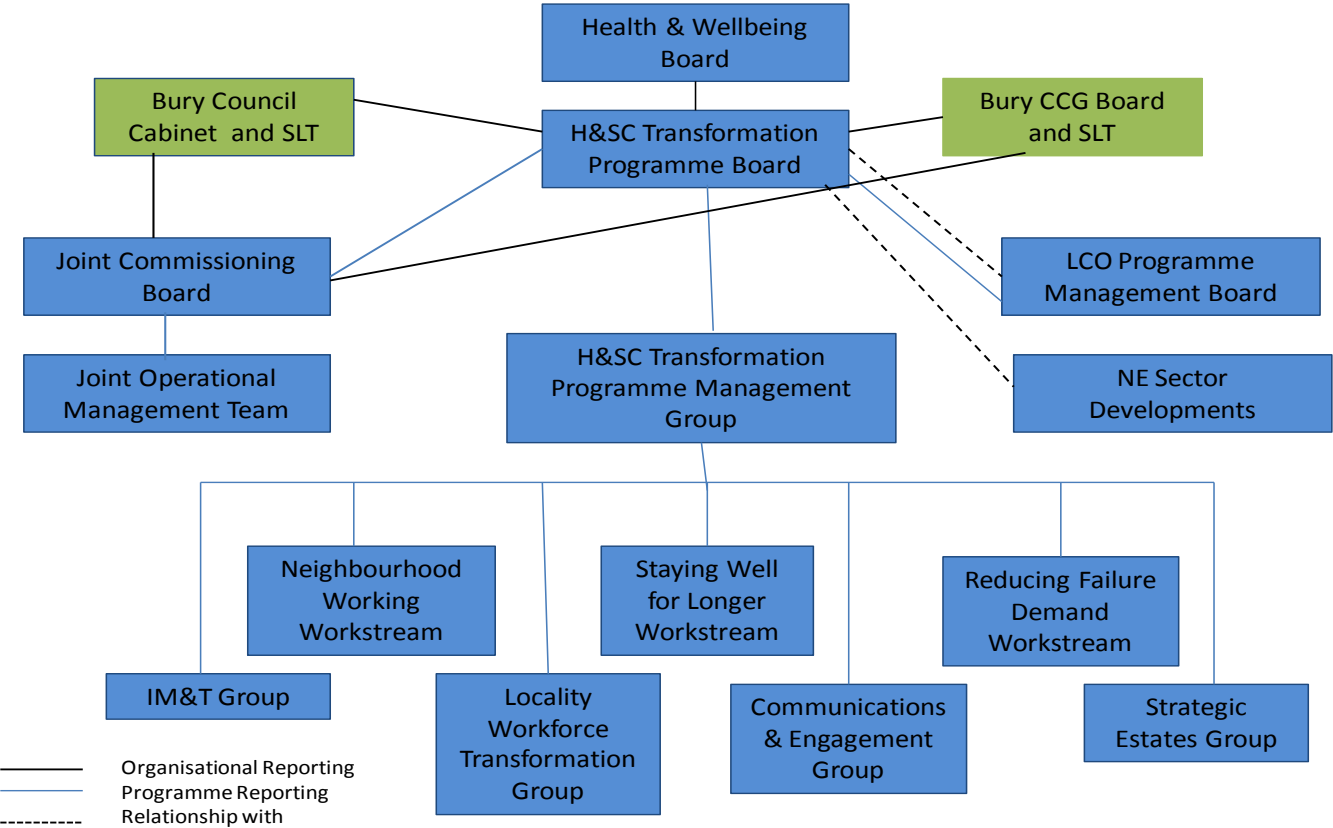 Health & Wellbeing
Board
Bury Council
Cabinet and SLT
H&SC Transformation
Programme Board
Bury CCG Board
and SLT
Joint Commissioning
Board
LCO Programme
Management Board
Joint Operational
Management Team
H&SC Transformation
Programme Management
Group
NE Sector
Developments
Neighbourhood
Working
Workstream
Staying Well
for Longer
Workstream
Reducing Failure
Demand
Workstream
IM&T Group
Locality
Workforce
Transformation
Group
Communications
& Engagement
Group
Strategic
Estates Group
Organisational Reporting
Programme Reporting
Relationship with